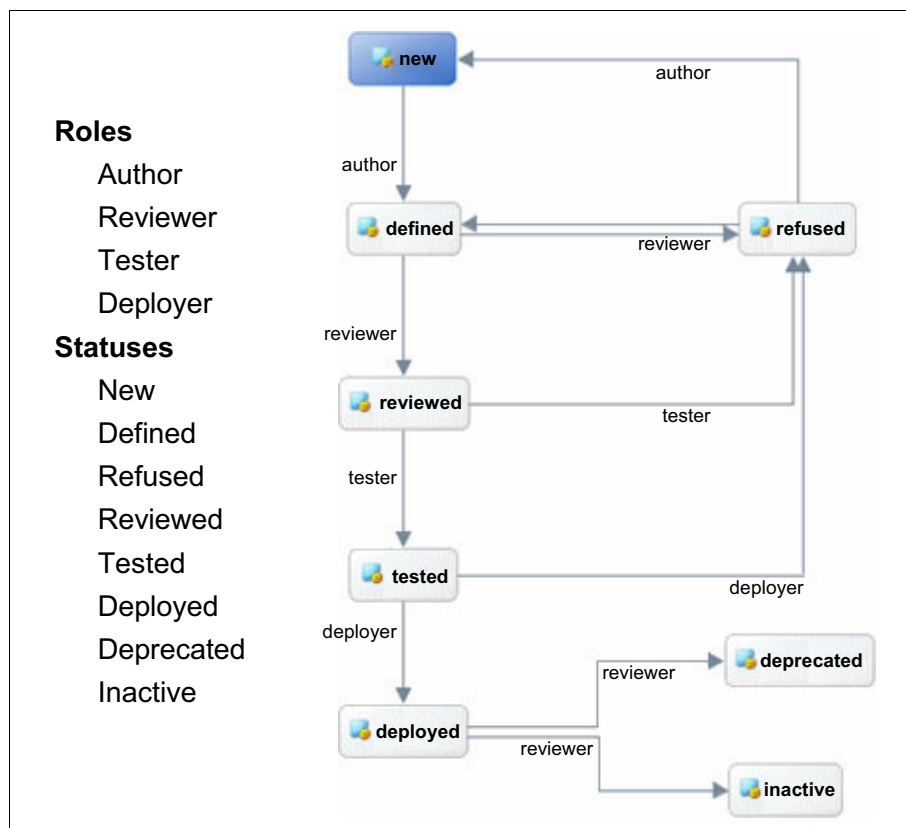 Roles
Author
Reviewer
Tester
Deployer
Statuses
New
Defined
Refused
Reviewed
Tested
Deployed
Deprecated
Inactive
new
author
author
defined
refused
reviewer
reviewer
reviewed
tester
tester
tested
deployer
deployer
deprecated
reviewer
deployed
reviewer
inactive